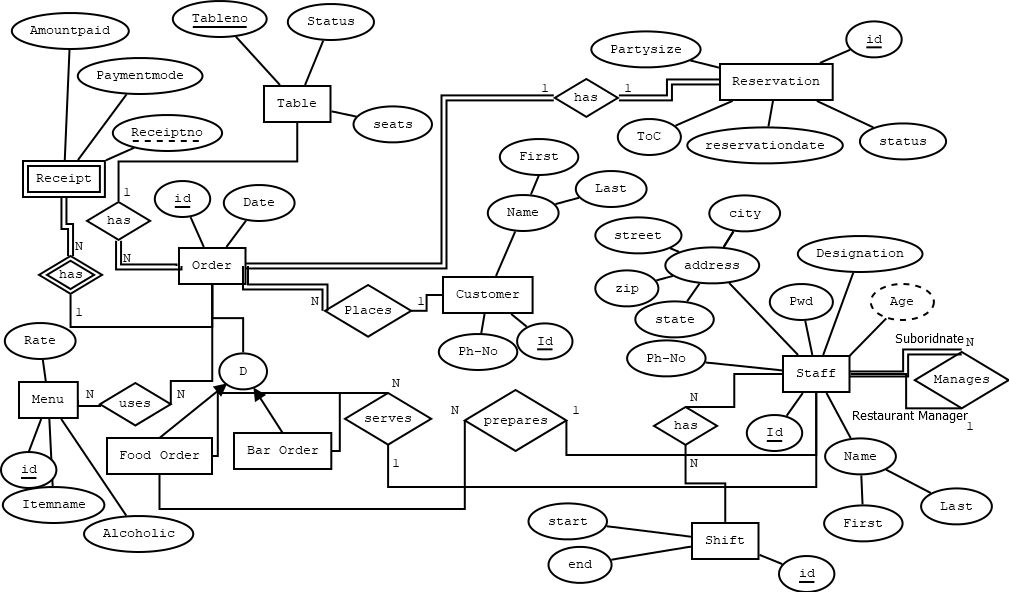 Tableno
Status
Amountpaid
id
Partysize
Paymentmode
Reservation
1
has
1
Table
seats
Receiptno
ToC
reservationdate
status
First
Receipt
Last
1
id
Date
Name
city
has
street
N
Designation
N
Order
address
has
zip
Customer
Pwd
Age
N
Places
1
1
state
Rate
Id
Suboridnate
N
Ph-No
Ph-No
D
Staff
Manages
N
Menu
N
uses
N
N
Restaurant Manager
N
1
1
serves
prepares
has
Id
Food Order
Bar Order
1
N
Name
id
Itemname
Last
start
First
Alcoholic
Shift
end
id